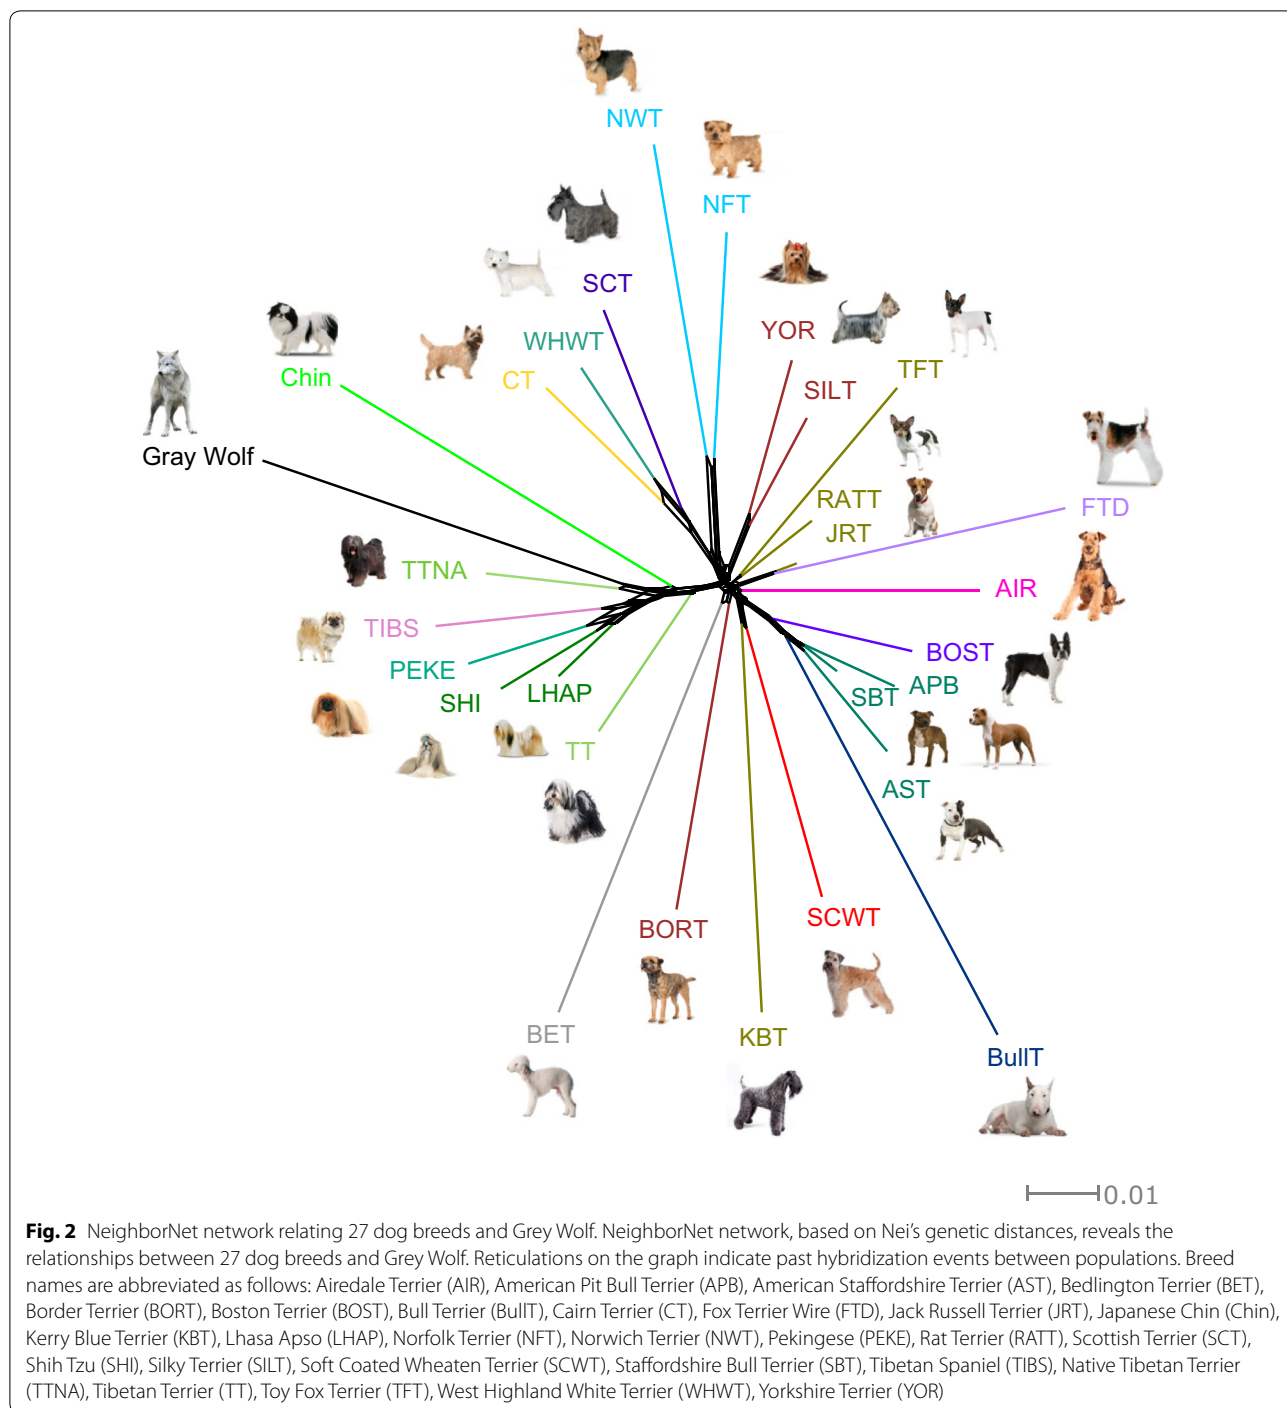 NWT
NFT
SCT
YOR
WHWT
TFT
Chin
CT
SILT
Gray Wolf
RATT
FTD
JRT
TTNA
AIR
TIBS
BOST
PEKE
APB
SHI
LHAP
SBT
TT
AST
SCWT
BORT
BET
KBT
BullT
0.01
Fig. 2 NeighborNet network relating 27 dog breeds and Grey Wolf. NeighborNet network, based on Nei’s genetic distances, reveals the
relationships between 27 dog breeds and Grey Wolf. Reticulations on the graph indicate past hybridization events between populations. Breed
names are abbreviated as follows: Airedale Terrier (AIR), American Pit Bull Terrier (APB), American Staffordshire Terrier (AST), Bedlington Terrier (BET),
Border Terrier (BORT), Boston Terrier (BOST), Bull Terrier (BullT), Cairn Terrier (CT), Fox Terrier Wire (FTD), Jack Russell Terrier (JRT), Japanese Chin (Chin),
Kerry Blue Terrier (KBT), Lhasa Apso (LHAP), Norfolk Terrier (NFT), Norwich Terrier (NWT), Pekingese (PEKE), Rat Terrier (RATT), Scottish Terrier (SCT),
Shih Tzu (SHI), Silky Terrier (SILT), Soft Coated Wheaten Terrier (SCWT), Staffordshire Bull Terrier (SBT), Tibetan Spaniel (TIBS), Native Tibetan Terrier
(TTNA), Tibetan Terrier (TT), Toy Fox Terrier (TFT), West Highland White Terrier (WHWT), Yorkshire Terrier (YOR)